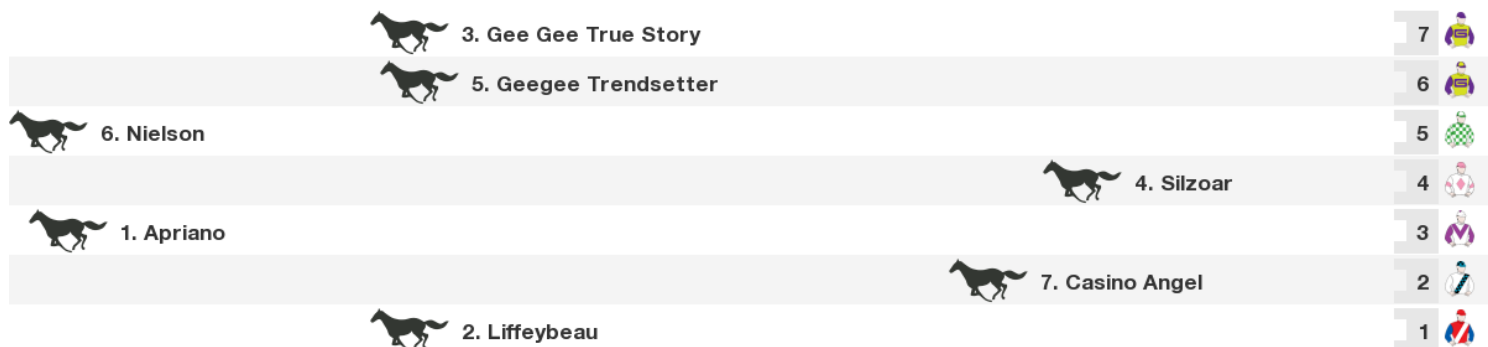 3. Gee Gee True Story 7
5. Geegee Trendsetter 6
6. Nielson 5
4. Silzoar 4
1. Apriano 3
7. Casino Angel 2
2. Liffeybeau 1